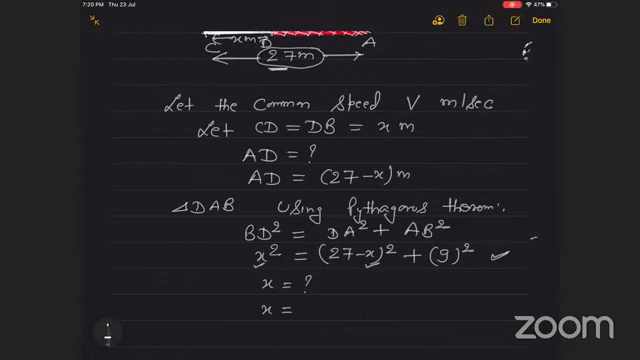 7:20 PM Thu 23 Jul
47%
Done
x m
C D A
27m
Let the Common Speed V m/sec
Let CD = DB = x m
AD = ?
AD = (27-x) m
△DAB Using Pythagorus theorem:
BD² = DA² + AB²
x² = (27-x)² + (9)² ✓
x = ?
x =
zoom